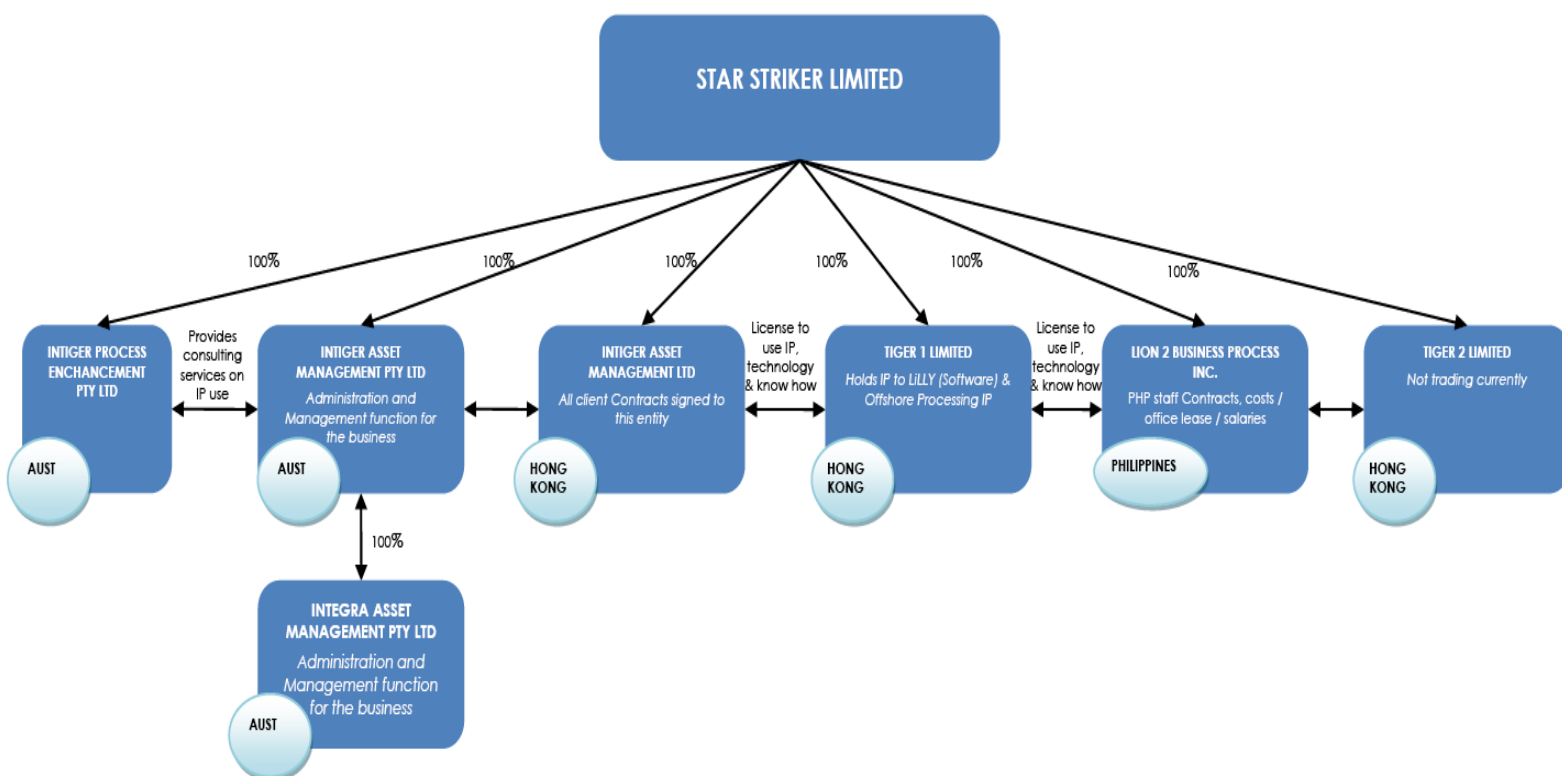 STAR STRIKER LIMITED
100%
100%
100%
100%
100%
100%
INTIGER PROCESS
ENCHANCEMENT
PTY LTD
AUST
Provides
consulting
services on
IP use
INTIGER ASSET
MANAGEMENT PTY LTD
Administration and
Management function for
the business
AUST
INTIGER ASSET
MANAGEMENT LTD
All client Contracts signed to
this entity
HONG
KONG
License to
use IP,
technology
& know how
TIGER 1 LIMITED
Holds IP to LiLLY (Software) &
Offshore Processing IP
HONG
KONG
License to
use IP,
technology
& know how
LION 2 BUSINESS PROCESS
INC.
PHP staff Contracts, costs /
office lease / salaries
PHILIPPINES
TIGER 2 LIMITED
Not trading currently
HONG
KONG
100%
INTEGRA ASSET
MANAGEMENT PTY LTD
Administration and
Management function
for the business
AUST